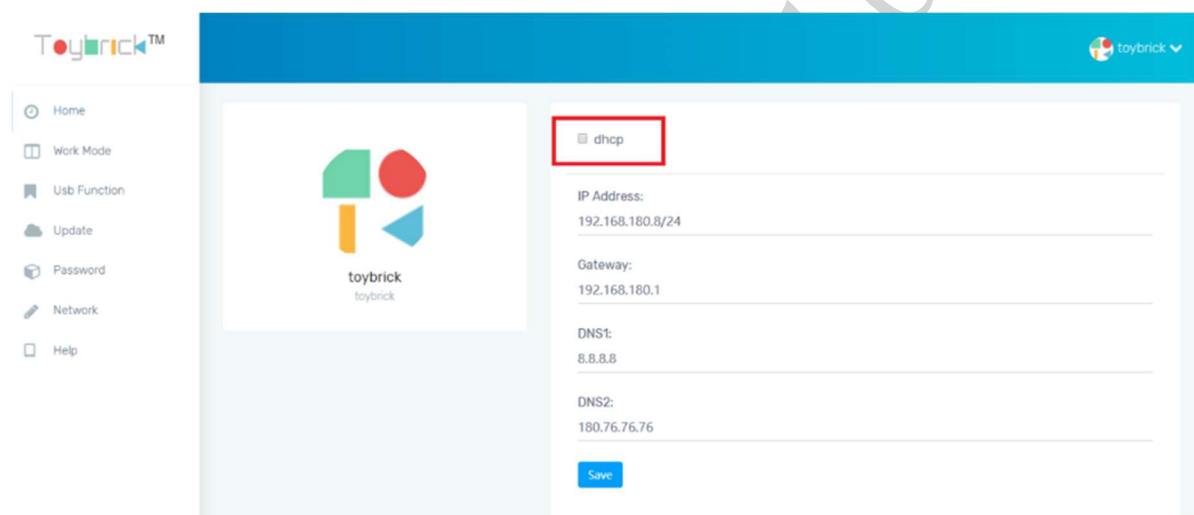 Toybrick™
toybrick
Home
Work Mode
Usb Function
Update
Password
Network
Help
toybrick
toybrick
dhcp
IP Address:
192.168.180.8/24
Gateway:
192.168.180.1
DNS1:
8.8.8.8
DNS2:
180.76.76.76
Save